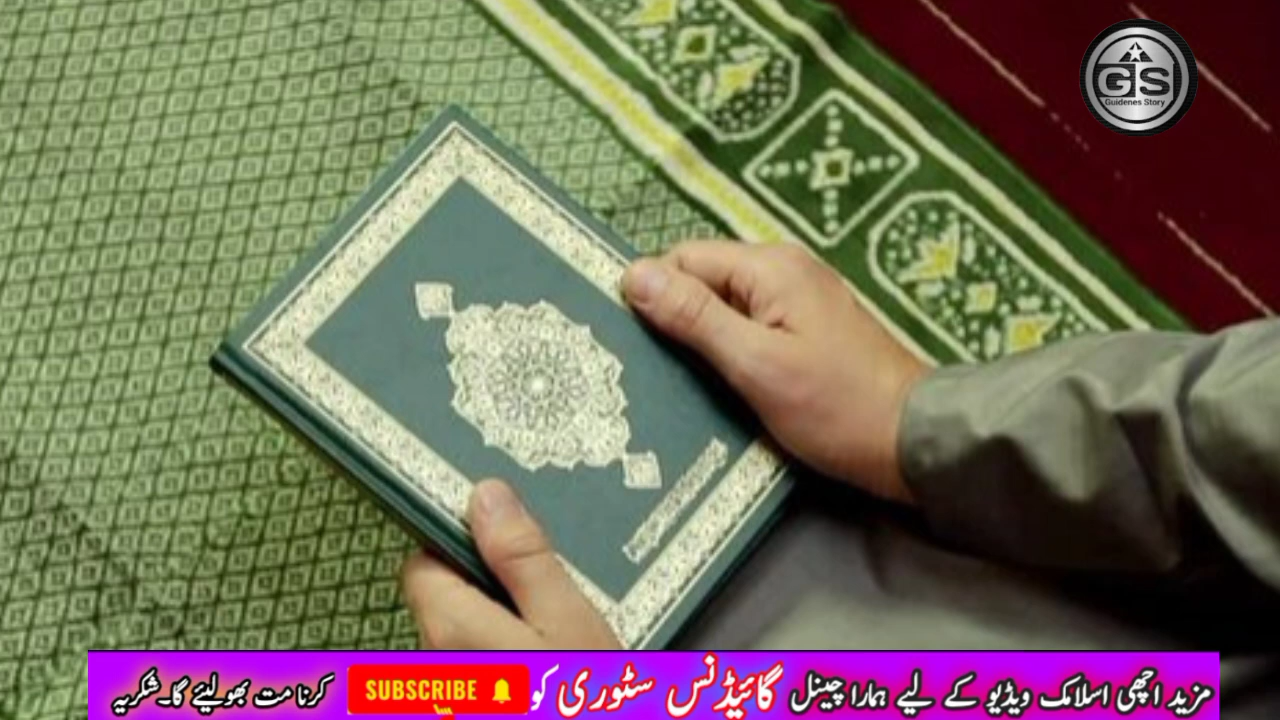 GS
Guidenes Story
مزید اچھی اسلامک ویڈیو کے لیے ہمارا چینل گائیڈنس سٹوری کو SUBSCRIBE کرنا مت بھولیئے گا۔شکریہ